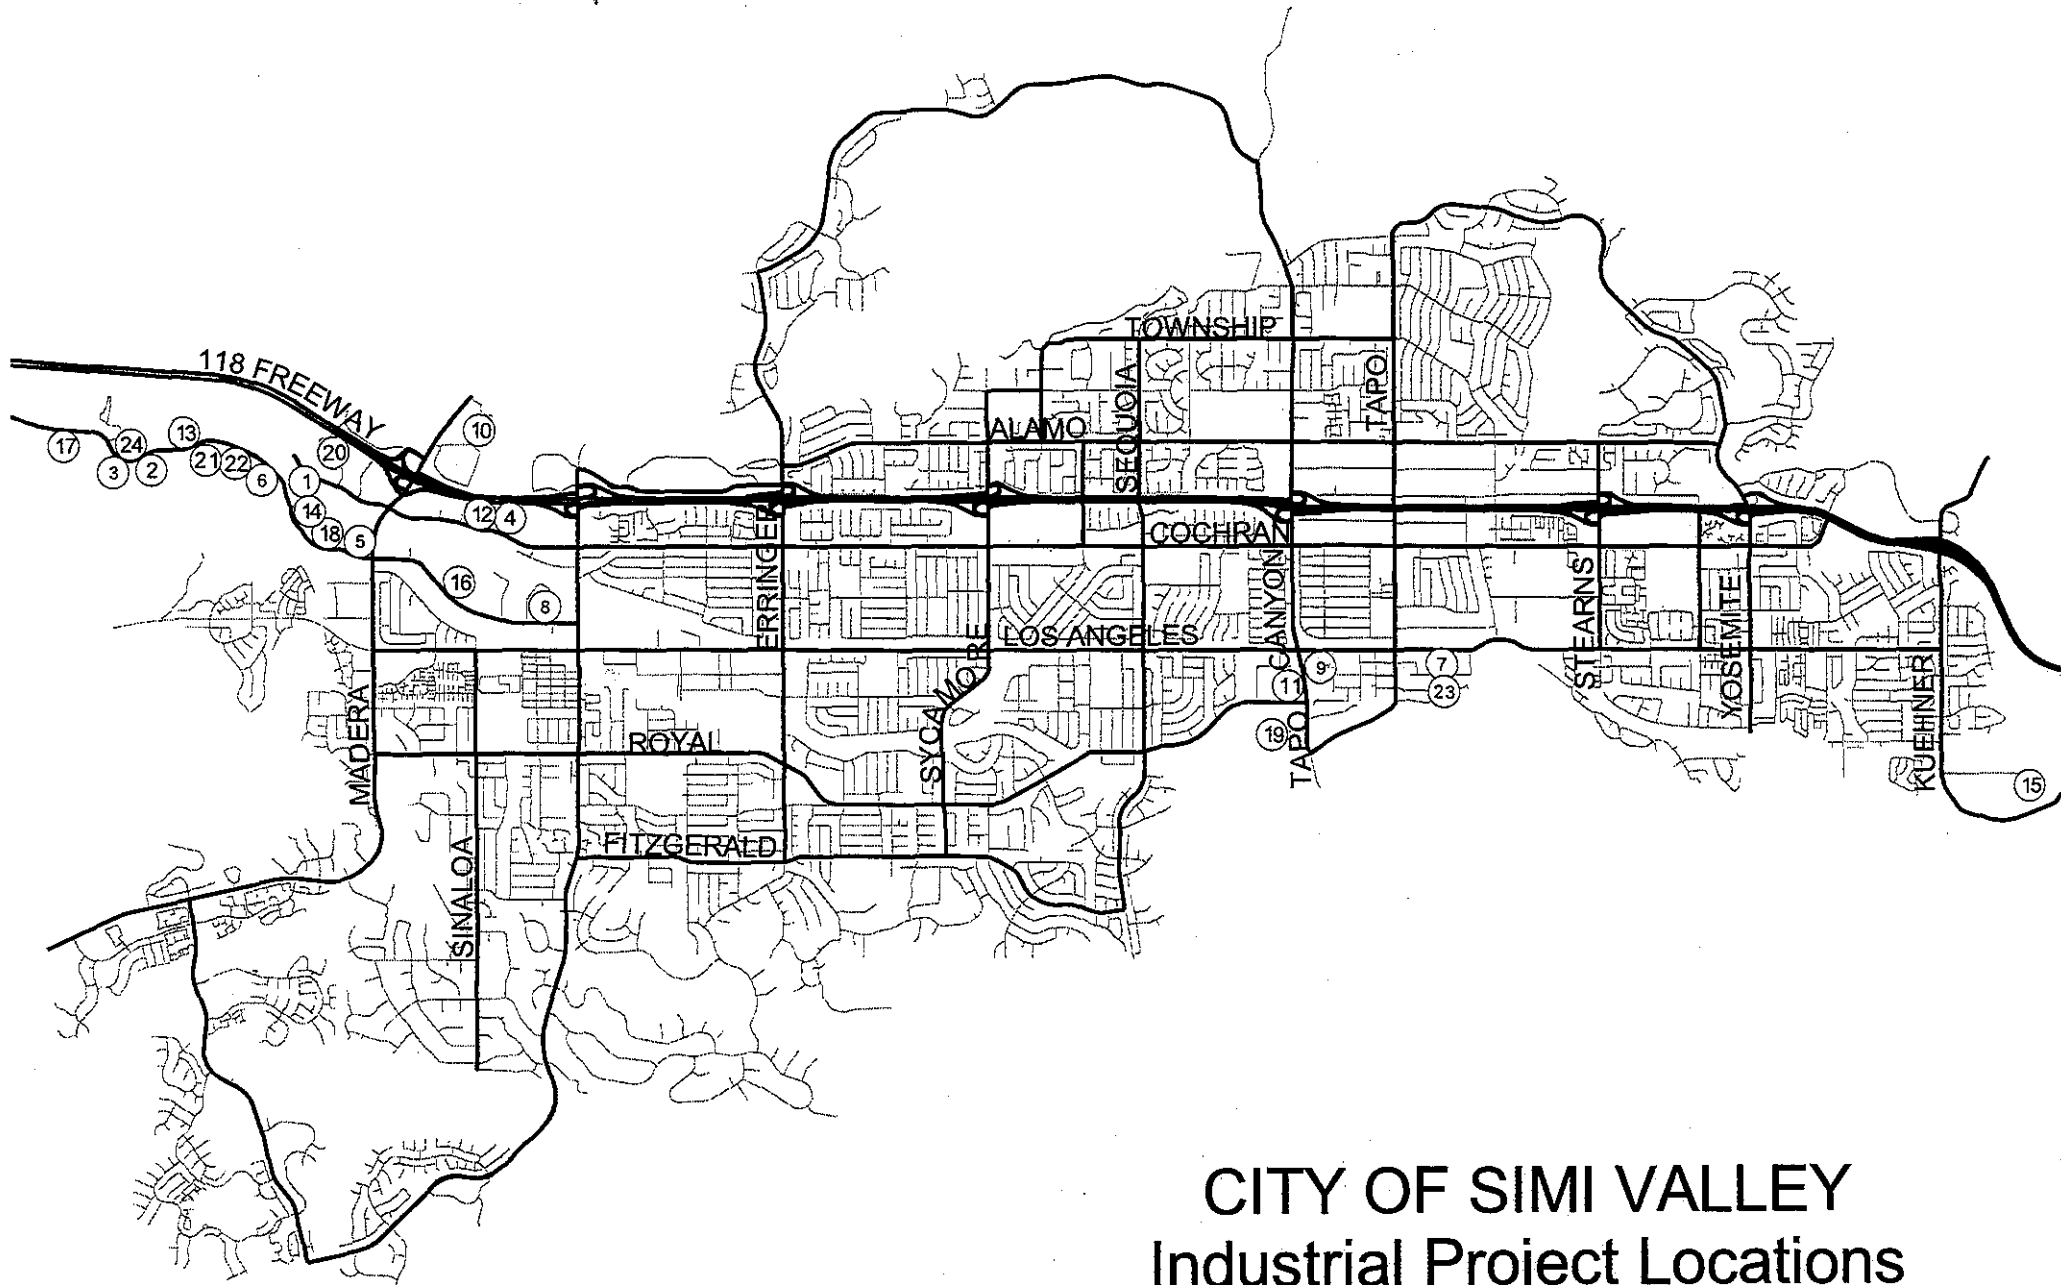 TOWNSHIP
118 FREEWAY
TAPO
SEQUOIA
ALAMO
10
13
24
17
20
21
22
3
2
6
1
14
12
4
18
5
COCHRAN
ERRINGER
CANYON
STEARNS
YOSEMITE
16
8
LOS ANGELES
SYCAMORE
9
7
11
23
KUEHNER
MADERA
ROYAL
19
TAPO
15
FITZGERALD
SINALOA
CITY OF SIMI VALLEY
Industrial Project Locations